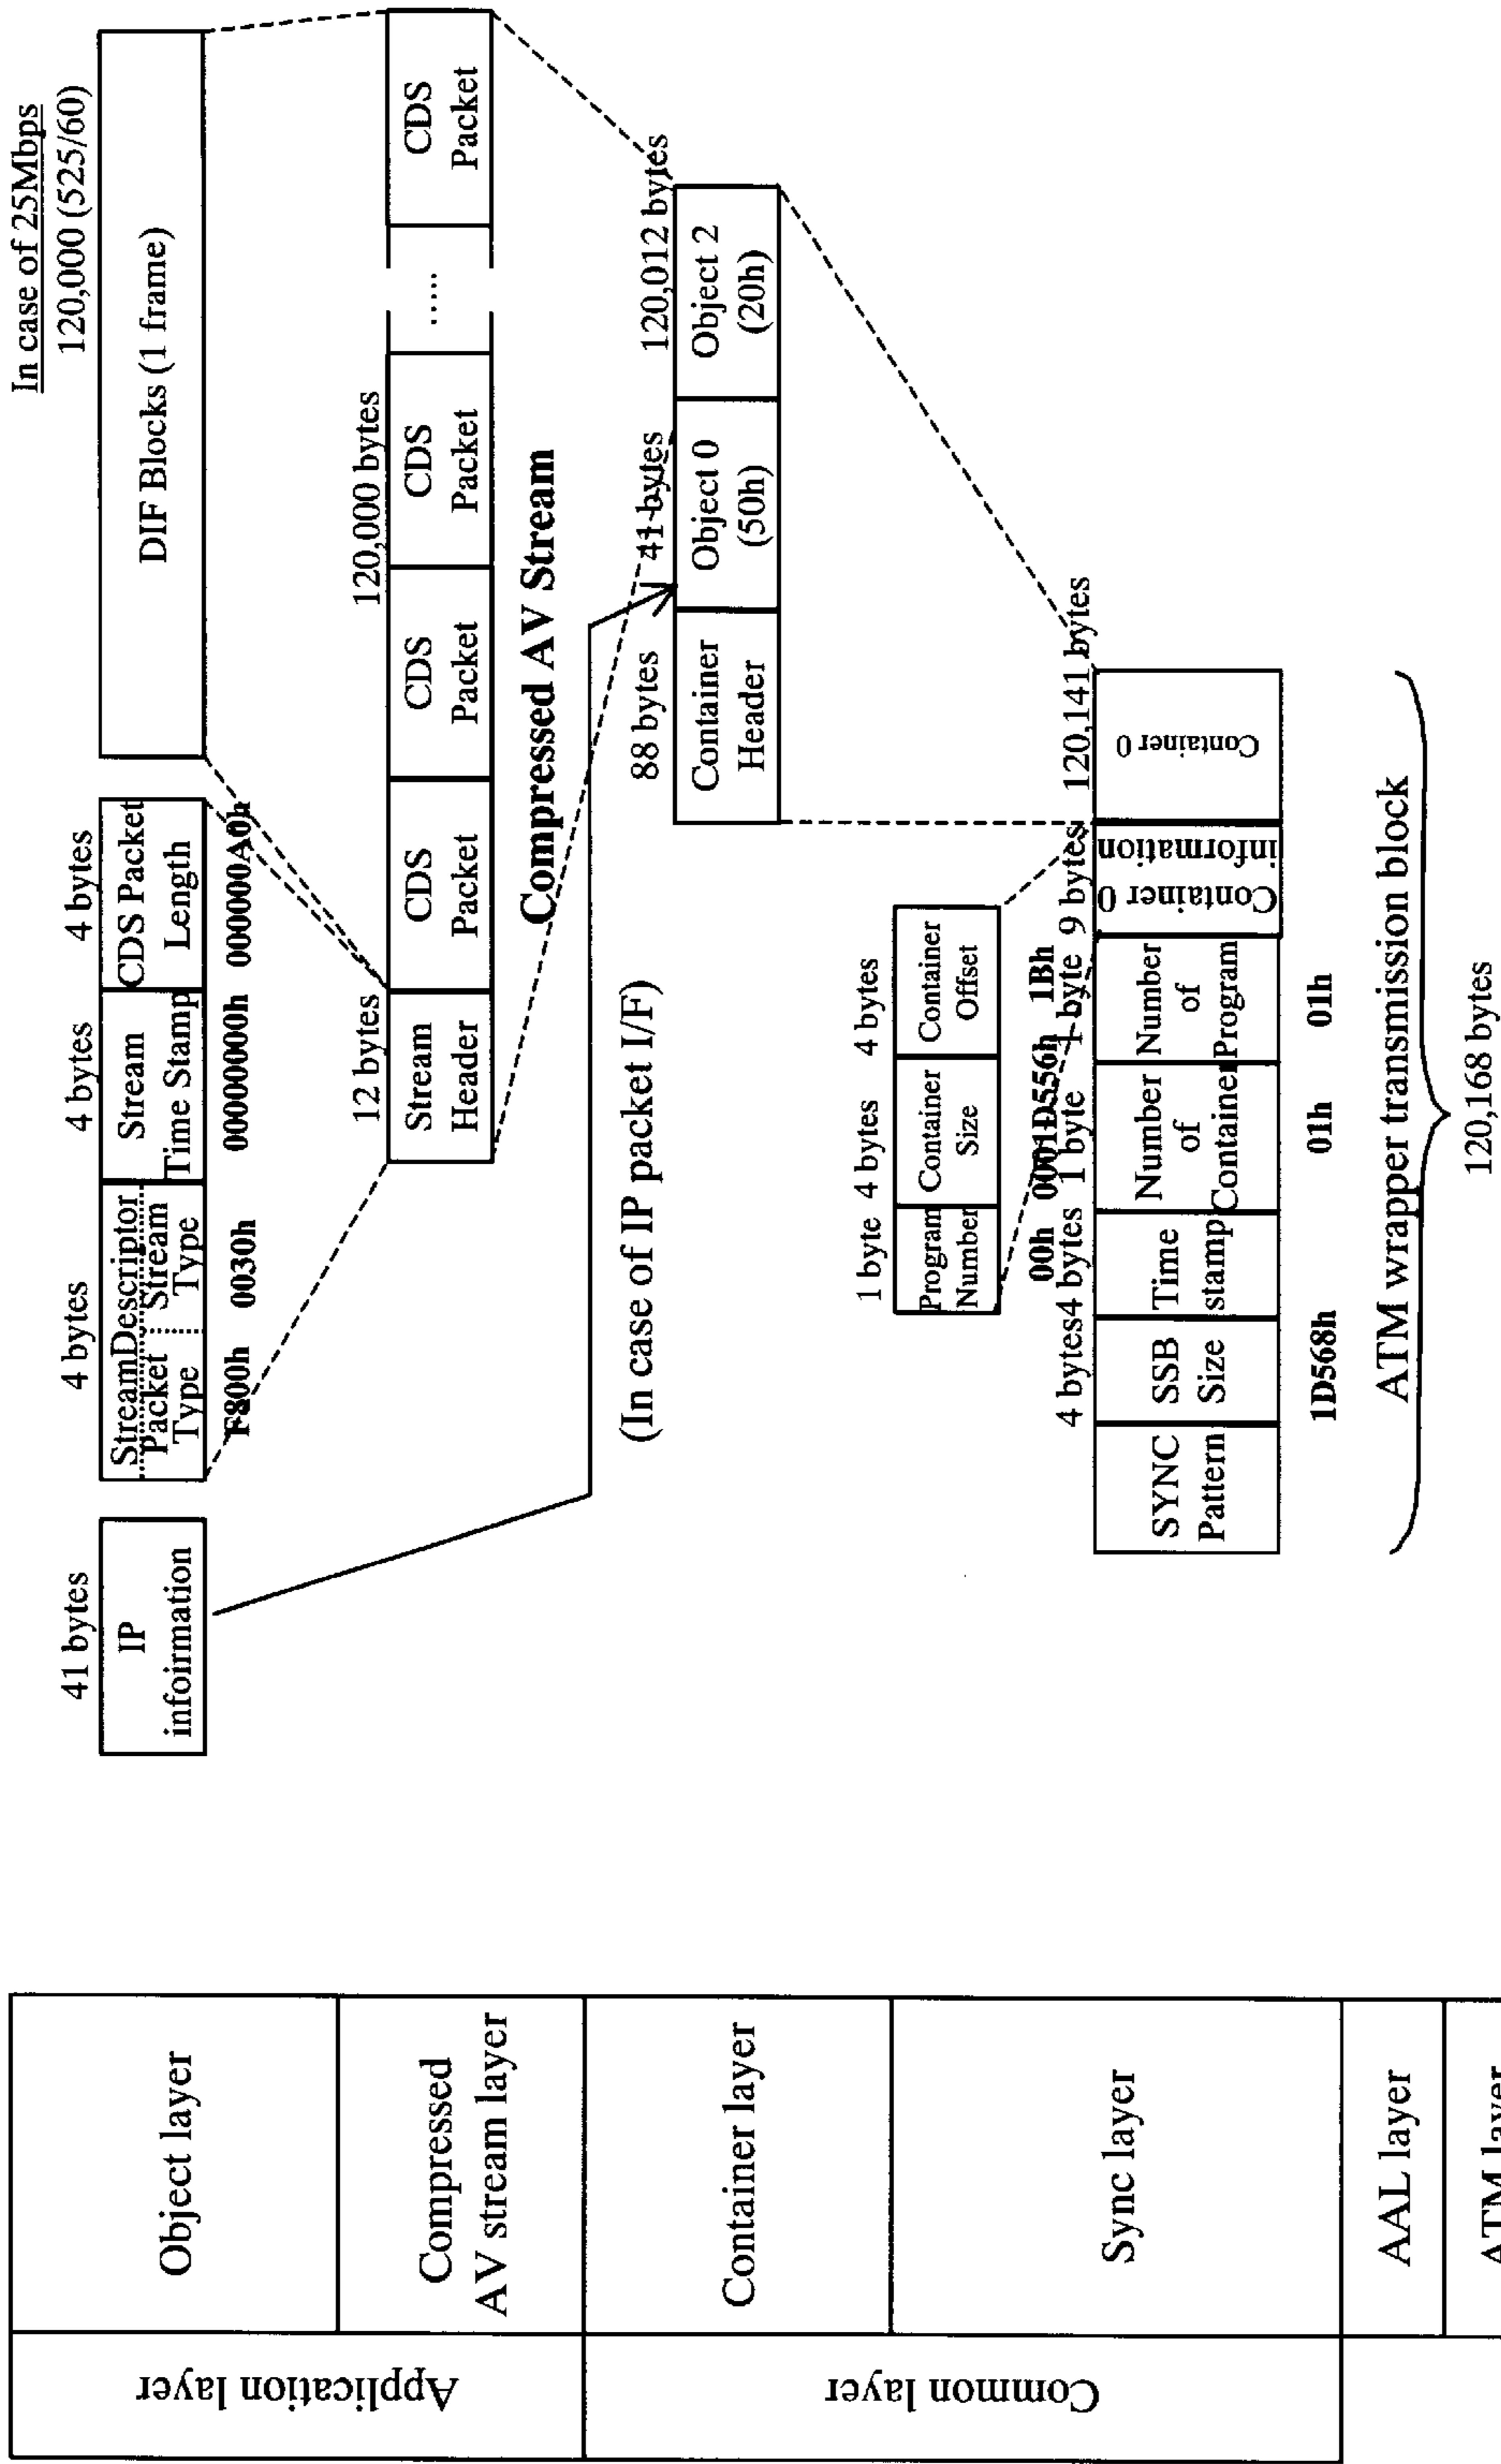 In case of 25Mbps
120,000 (525/60)
41 bytes
4 bytes
4 bytes
4 bytes
IP
infoirmation
StreamDescriptor
Packet
Type
Stream
Type
Stream
Time Stamp
CDS Packet
Length
DIF Blocks (1 frame)
F800h
0030h
00000000h
000000A0h
12 bytes
120,000 bytes
Stream
Header
CDS
Packet
CDS
Packet
CDS
Packet
.....
CDS
Packet
Compressed AV Stream
(In case of IP packet I/F)
88 bytes
41 bytes
120,012 bytes
Container
Header
Object 0
(50h)
Object 2
(20h)
1 byte
4 bytes
4 bytes
Program
Number
Container
Size
Container
Offset
00h
0001D556h
1Bh
4 bytes
4 bytes
1 byte
1 byte
9 bytes
120,141 bytes
SYNC
Pattern
SSB
Size
Time
stamp
Number
of
Container
Number
of
Program
Container 0
information
Container 0
1D568h
01h
01h
ATM wrapper transmission block
120,168 bytes
Application layer
Object layer
Compressed
AV stream layer
Common layer
Container layer
Sync layer
AAL layer
ATM layer